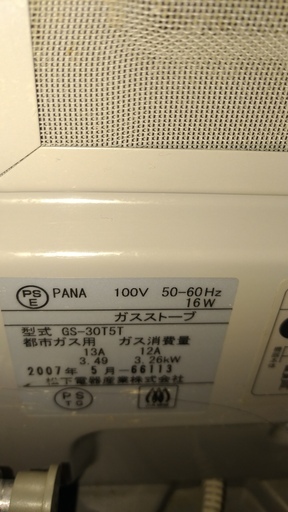 PS E PANA 100V 50-60Hz
16W
ガスストーブ
型式 GS-30T5T
都市ガス用 ガス消費量
13A 12A
3.49 3.26kW
2007年 5月-66113
松下電器産業株式会社
PS TG